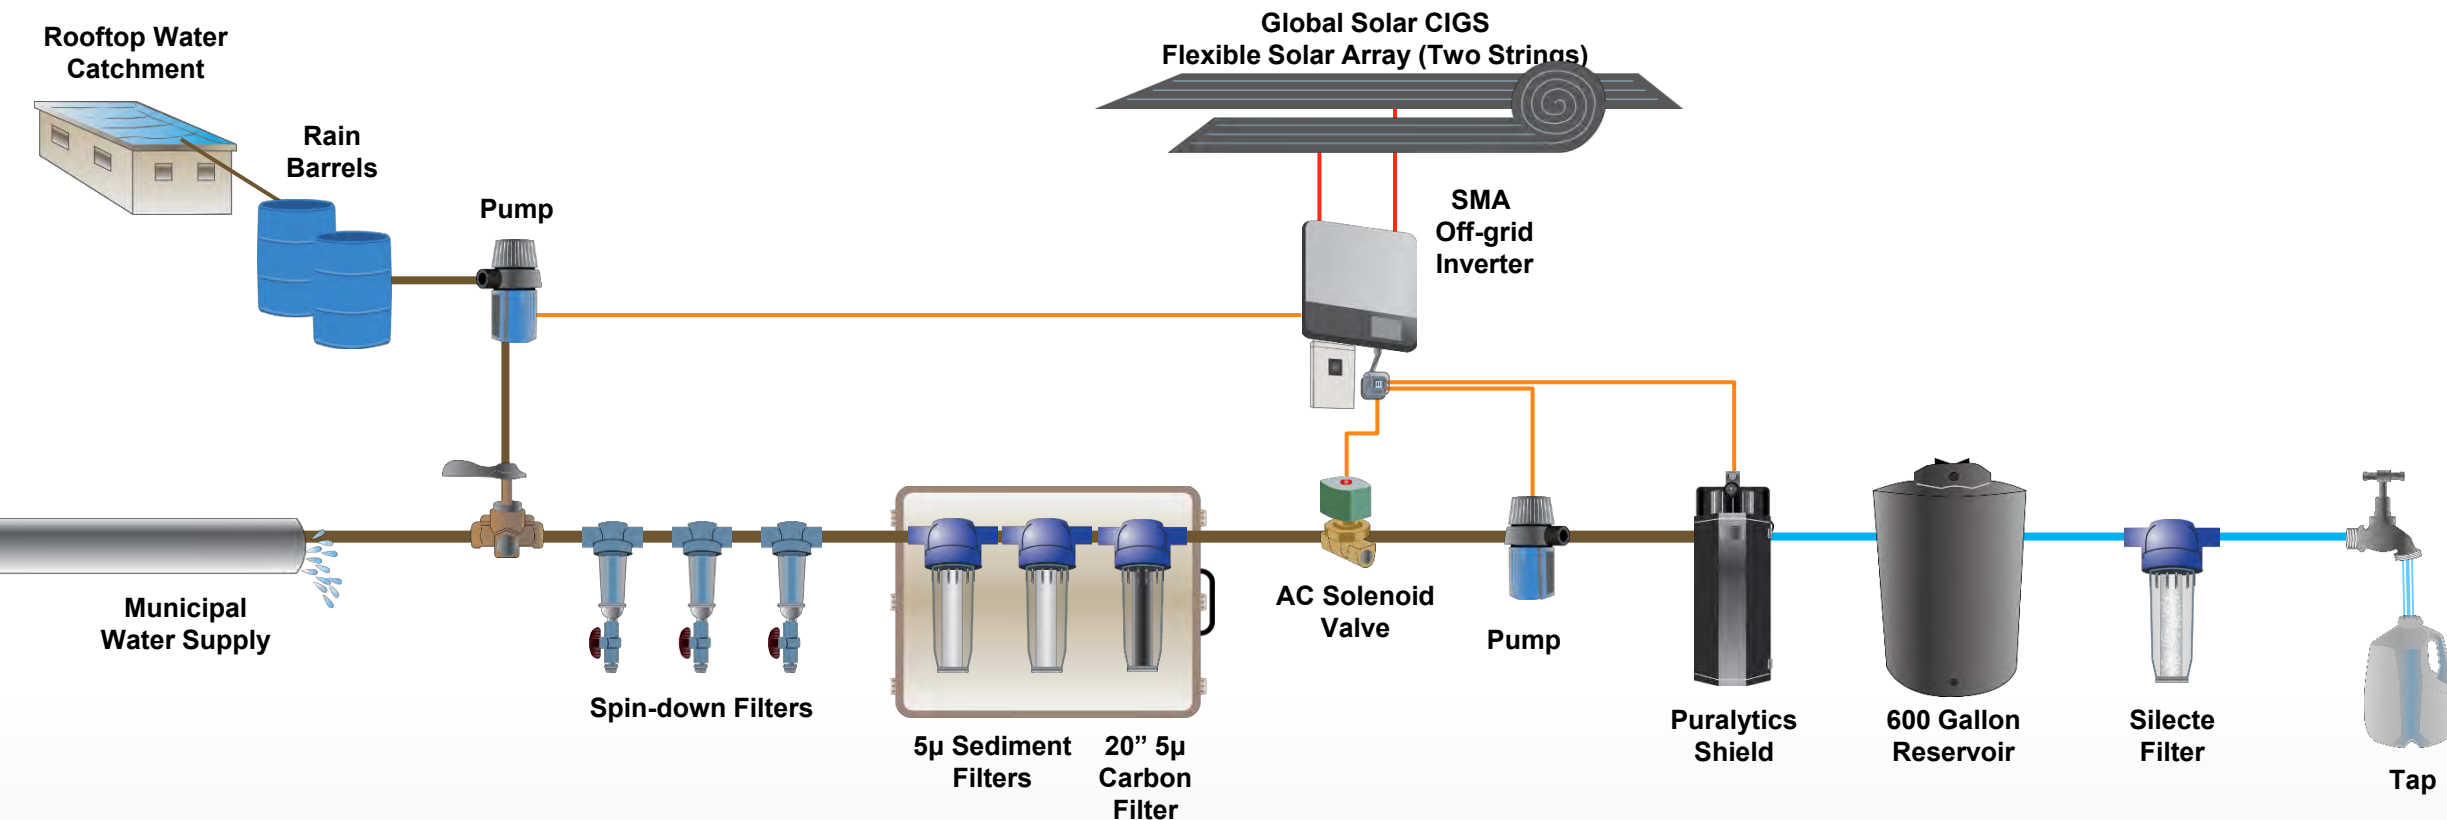 Global Solar CIGS
Flexible Solar Array (Two Strings)
Rooftop Water
Catchment
Rain
Barrels
Pump
SMA
Off-grid
Inverter
Municipal
Water Supply
Spin-down Filters
5µ Sediment
Filters
20” 5µ
Carbon
Filter
AC Solenoid
Valve
Pump
Puralytics
Shield
600 Gallon
Reservoir
Silecte
Filter
Tap